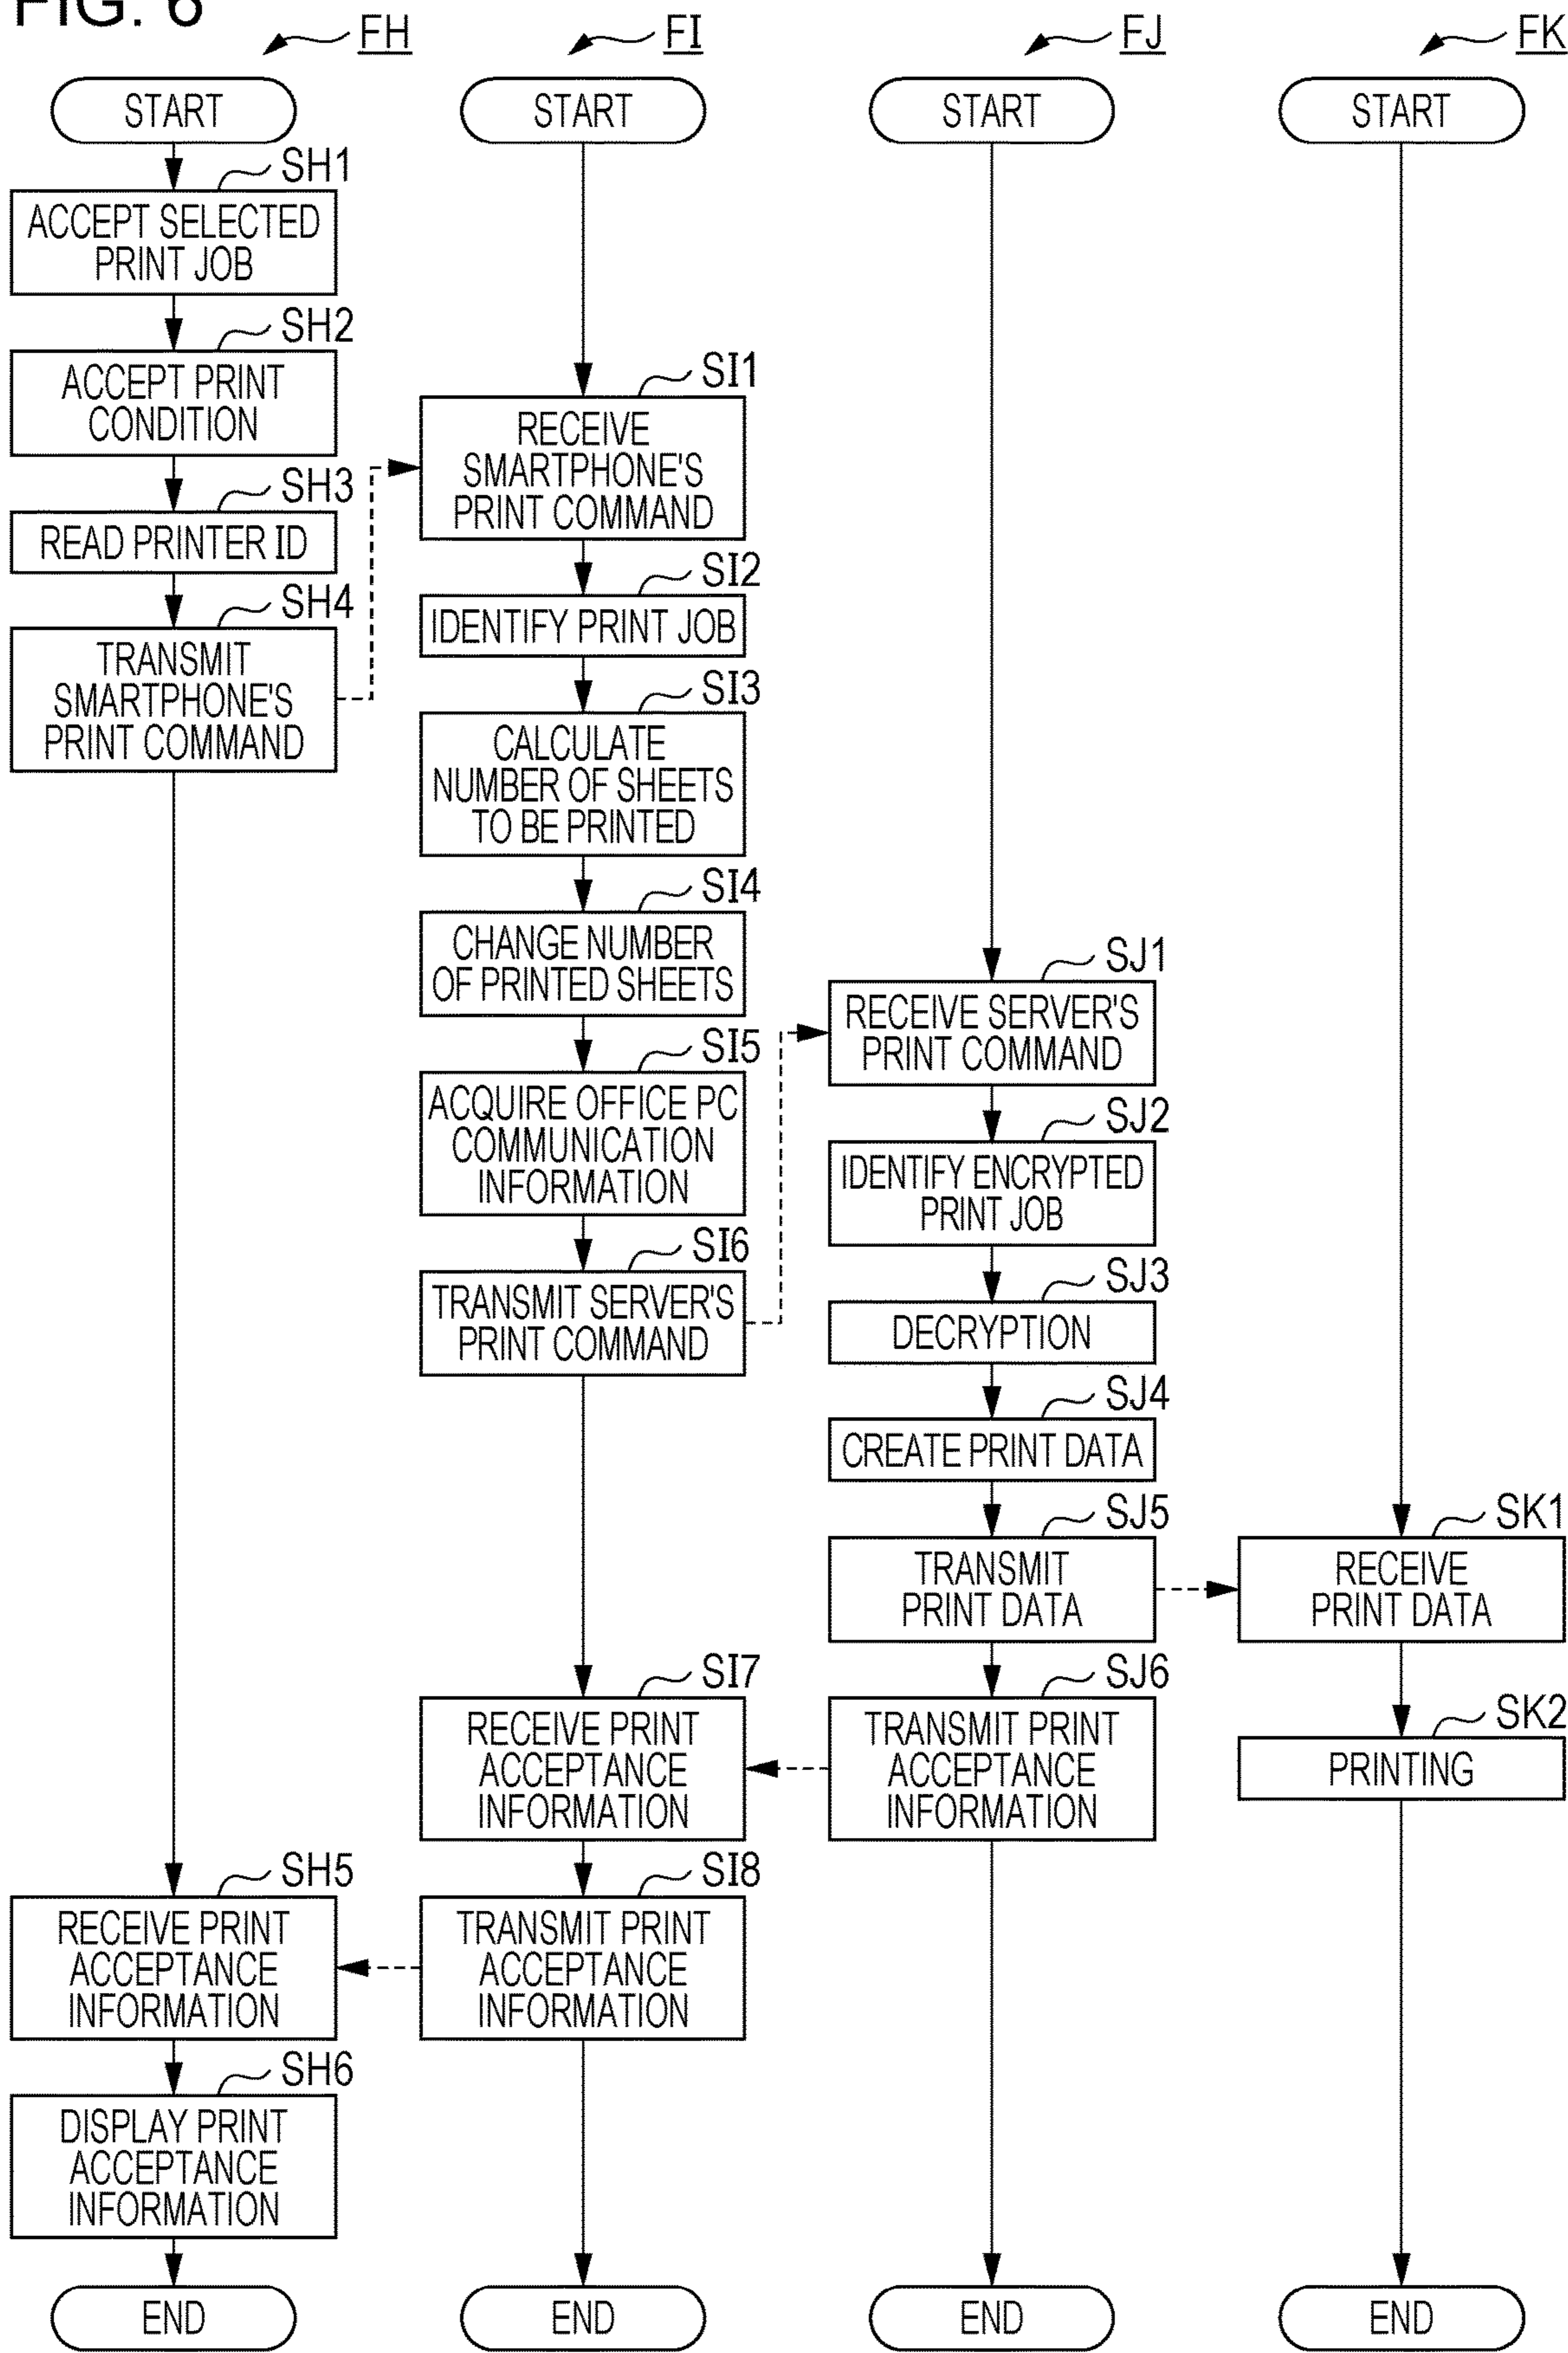 FIG. 6
FH
START
SH1
ACCEPT SELECTED
PRINT JOB
SH2
ACCEPT PRINT
CONDITION
SH3
READ PRINTER ID
SH4
TRANSMIT
SMARTPHONE'S
PRINT COMMAND
SH5
RECEIVE PRINT
ACCEPTANCE
INFORMATION
SH6
DISPLAY PRINT
ACCEPTANCE
INFORMATION
END
FI
START
SI1
RECEIVE
SMARTPHONE'S
PRINT COMMAND
SI2
IDENTIFY PRINT JOB
SI3
CALCULATE
NUMBER OF SHEETS
TO BE PRINTED
SI4
CHANGE NUMBER
OF PRINTED SHEETS
SI5
ACQUIRE OFFICE PC
COMMUNICATION
INFORMATION
SI6
TRANSMIT SERVER'S
PRINT COMMAND
SI7
RECEIVE PRINT
ACCEPTANCE
INFORMATION
SI8
TRANSMIT PRINT
ACCEPTANCE
INFORMATION
END
FJ
START
SJ1
RECEIVE SERVER'S
PRINT COMMAND
SJ2
IDENTIFY ENCRYPTED
PRINT JOB
SJ3
DECRYPTION
SJ4
CREATE PRINT DATA
SJ5
TRANSMIT
PRINT DATA
SJ6
TRANSMIT PRINT
ACCEPTANCE
INFORMATION
END
FK
START
SK1
RECEIVE
PRINT DATA
SK2
PRINTING
END